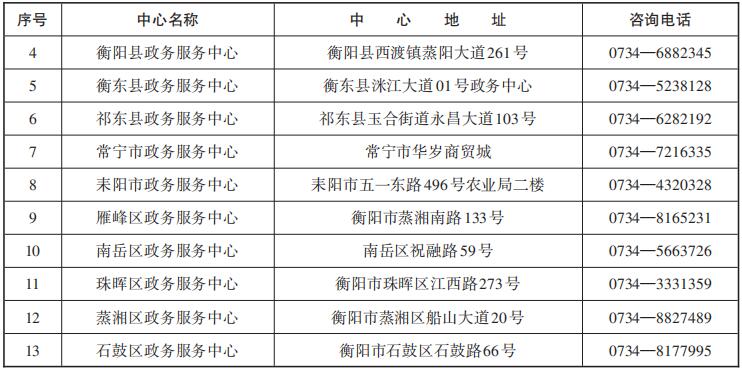 序号 中心名称 中 心 地 址 咨询电话
4 衡阳县政务服务中心 衡阳县西渡镇蒸阳大道261号 0734—6882345
5 衡东县政务服务中心 衡东县洣江大道01号政务中心 0734—5238128
6 祁东县政务服务中心 祁东县玉合街道永昌大道103号 0734—6282192
7 常宁市政务服务中心 常宁市华岁商贸城 0734—7216335
8 耒阳市政务服务中心 耒阳市五一东路496号农业局二楼 0734—4320328
9 雁峰区政务服务中心 衡阳市蒸湘南路133号 0734—8165231
10 南岳区政务服务中心 南岳区祝融路59号 0734—5663726
11 珠晖区政务服务中心 衡阳市珠晖区江西路273号 0734—3331359
12 蒸湘区政务服务中心 衡阳市蒸湘区船山大道20号 0734—8827489
13 石鼓区政务服务中心 衡阳市石鼓区石鼓路66号 0734—8177995